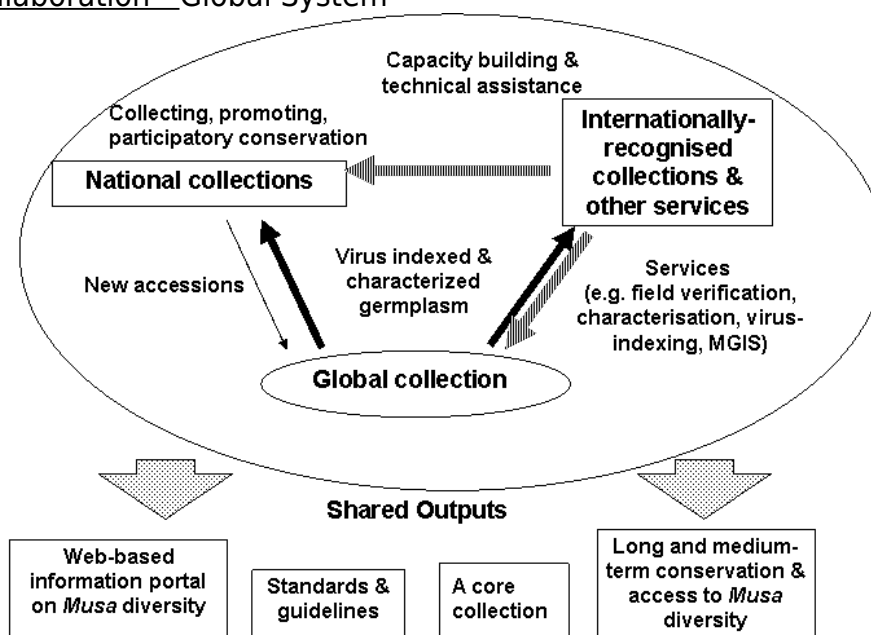 Global System
Capacity building &
technical assistance
Collecting, promoting,
participatory conservation
Internationally-
recognised
collections &
other services
National collections
Virus indexed &
characterized
germplasm
New accessions
Services
(e.g. field verification,
characterisation, virus-
indexing, MGIS)
Global collection
Shared Outputs
Web-based
information portal
on Musa diversity
Standards &
guidelines
A core
collection
Long and medium-
term conservation &
access to Musa
diversity